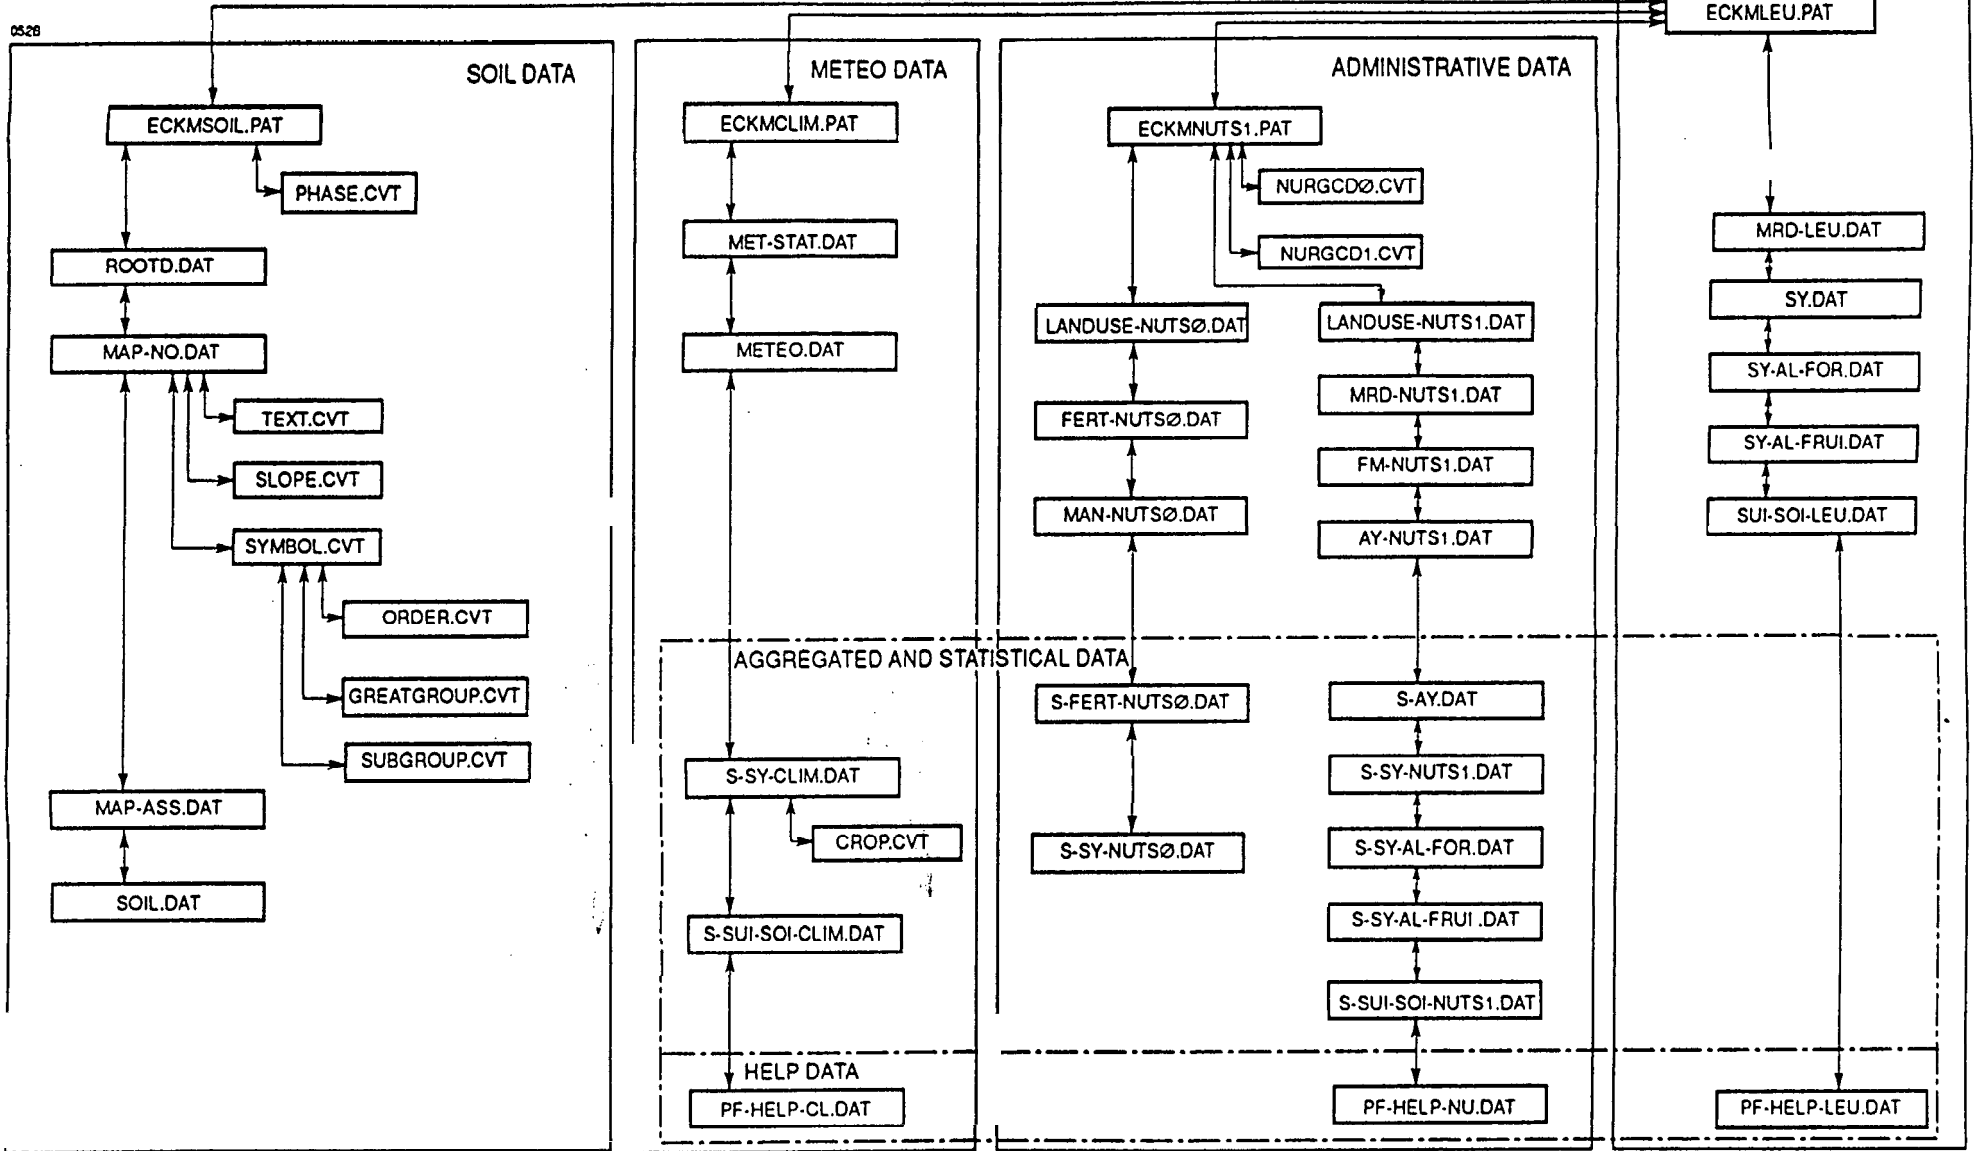 ECKMLEU.PAT
0528
SOIL DATA
ECKMSOIL.PAT
PHASE.CVT
ROOTD.DAT
MAP-NO.DAT
TEXT.CVT
SLOPE.CVT
SYMBOL.CVT
ORDER.CVT
GREATGROUP.CVT
SUBGROUP.CVT
MAP-ASS.DAT
SOIL.DAT
METEO DATA
ECKMCLIM.PAT
MET-STAT.DAT
METEO.DAT
AGGREGATED AND STATISTICAL DATA
S-SY-CLIM.DAT
CROP.CVT
S-SUI-SOI-CLIM.DAT
HELP DATA
PF-HELP-CL.DAT
ADMINISTRATIVE DATA
ECKMNUTS1.PAT
NURGCDØ.CVT
NURGCD1.CVT
LANDUSE-NUTSØ.DAT
FERT-NUTSØ.DAT
MAN-NUTSØ.DAT
S-FERT-NUTSØ.DAT
S-SY-NUTSØ.DAT
LANDUSE-NUTS1.DAT
MRD-NUTS1.DAT
FM-NUTS1.DAT
AY-NUTS1.DAT
S-AY.DAT
S-SY-NUTS1.DAT
S-SY-AL-FOR.DAT
S-SY-AL-FRUI.DAT
S-SUI-SOI-NUTS1.DAT
PF-HELP-NU.DAT
MRD-LEU.DAT
SY.DAT
SY-AL-FOR.DAT
SY-AL-FRUI.DAT
SUI-SOI-LEU.DAT
PF-HELP-LEU.DAT